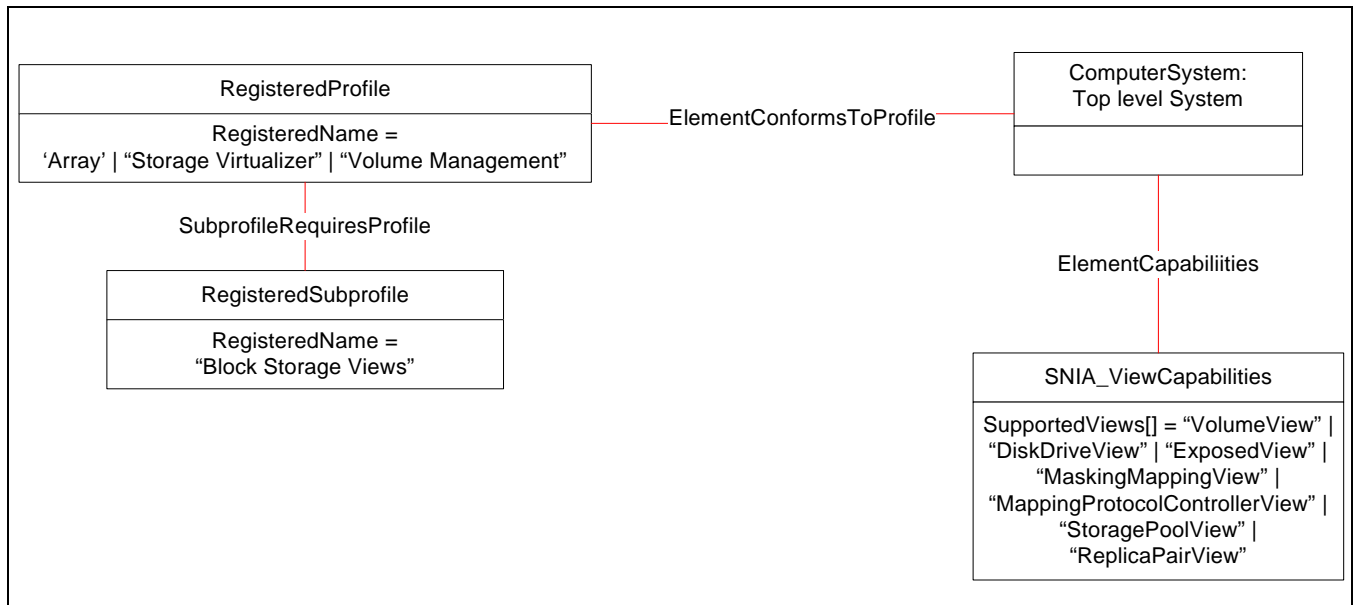 RegisteredProfile
RegisteredName =
‘Array’ | “Storage Virtualizer” | “Volume Management”
ElementConformsToProfile
ComputerSystem:
Top level System
SubprofileRequiresProfile
ElementCapabiliities
RegisteredSubprofile
RegisteredName =
“Block Storage Views”
SNIA_ViewCapabilities
SupportedViews[] = “VolumeView” |
“DiskDriveView” | “ExposedView” |
“MaskingMappingView” |
“MappingProtocolControllerView” |
“StoragePoolView” |
“ReplicaPairView”